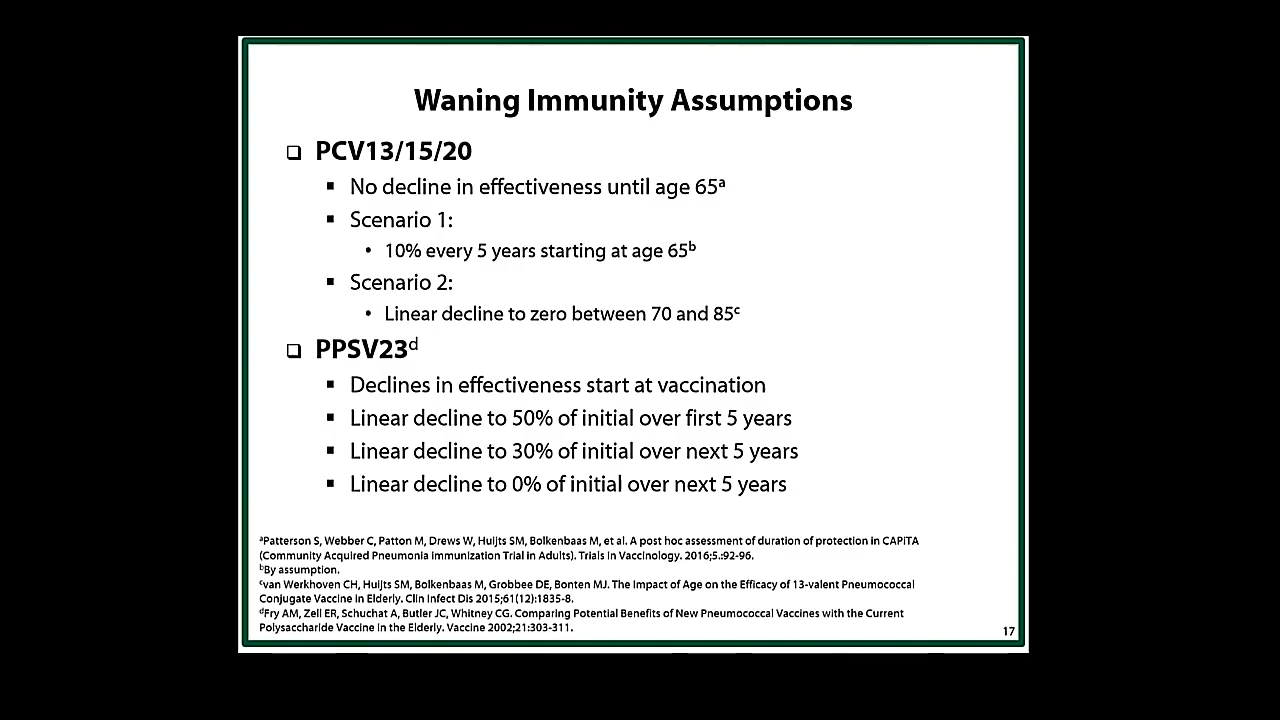 Waning Immunity Assumptions
❑ PCV13/15/20
▪ No decline in effectiveness until age 65ᵃ
▪ Scenario 1:
• 10% every 5 years starting at age 65ᵇ
▪ Scenario 2:
• Linear decline to zero between 70 and 85ᶜ
❑ PPSV23ᵈ
▪ Declines in effectiveness start at vaccination
▪ Linear decline to 50% of initial over first 5 years
▪ Linear decline to 30% of initial over next 5 years
▪ Linear decline to 0% of initial over next 5 years
ᵃPatterson S, Webber C, Patton M, Drews W, Huijts SM, Bolkenbaas M, et al. A post hoc assessment of duration of protection in CAPiTA
(Community Acquired Pneumonia Immunization Trial in Adults). Trials in Vaccinology. 2016;5.:92-96.
ᵇBy assumption.
ᶜvan Werkhoven CH, Huijts SM, Bolkenbaas M, Grobbee DE, Bonten MJ. The Impact of Age on the Efficacy of 13-valent Pneumococcal
Conjugate Vaccine in Elderly. Clin Infect Dis 2015;61(12):1835-8.
ᵈFry AM, Zell ER, Schuchat A, Butler JC, Whitney CG. Comparing Potential Benefits of New Pneumococcal Vaccines with the Current
Polysaccharide Vaccine in the Elderly. Vaccine 2002;21:303-311.
17